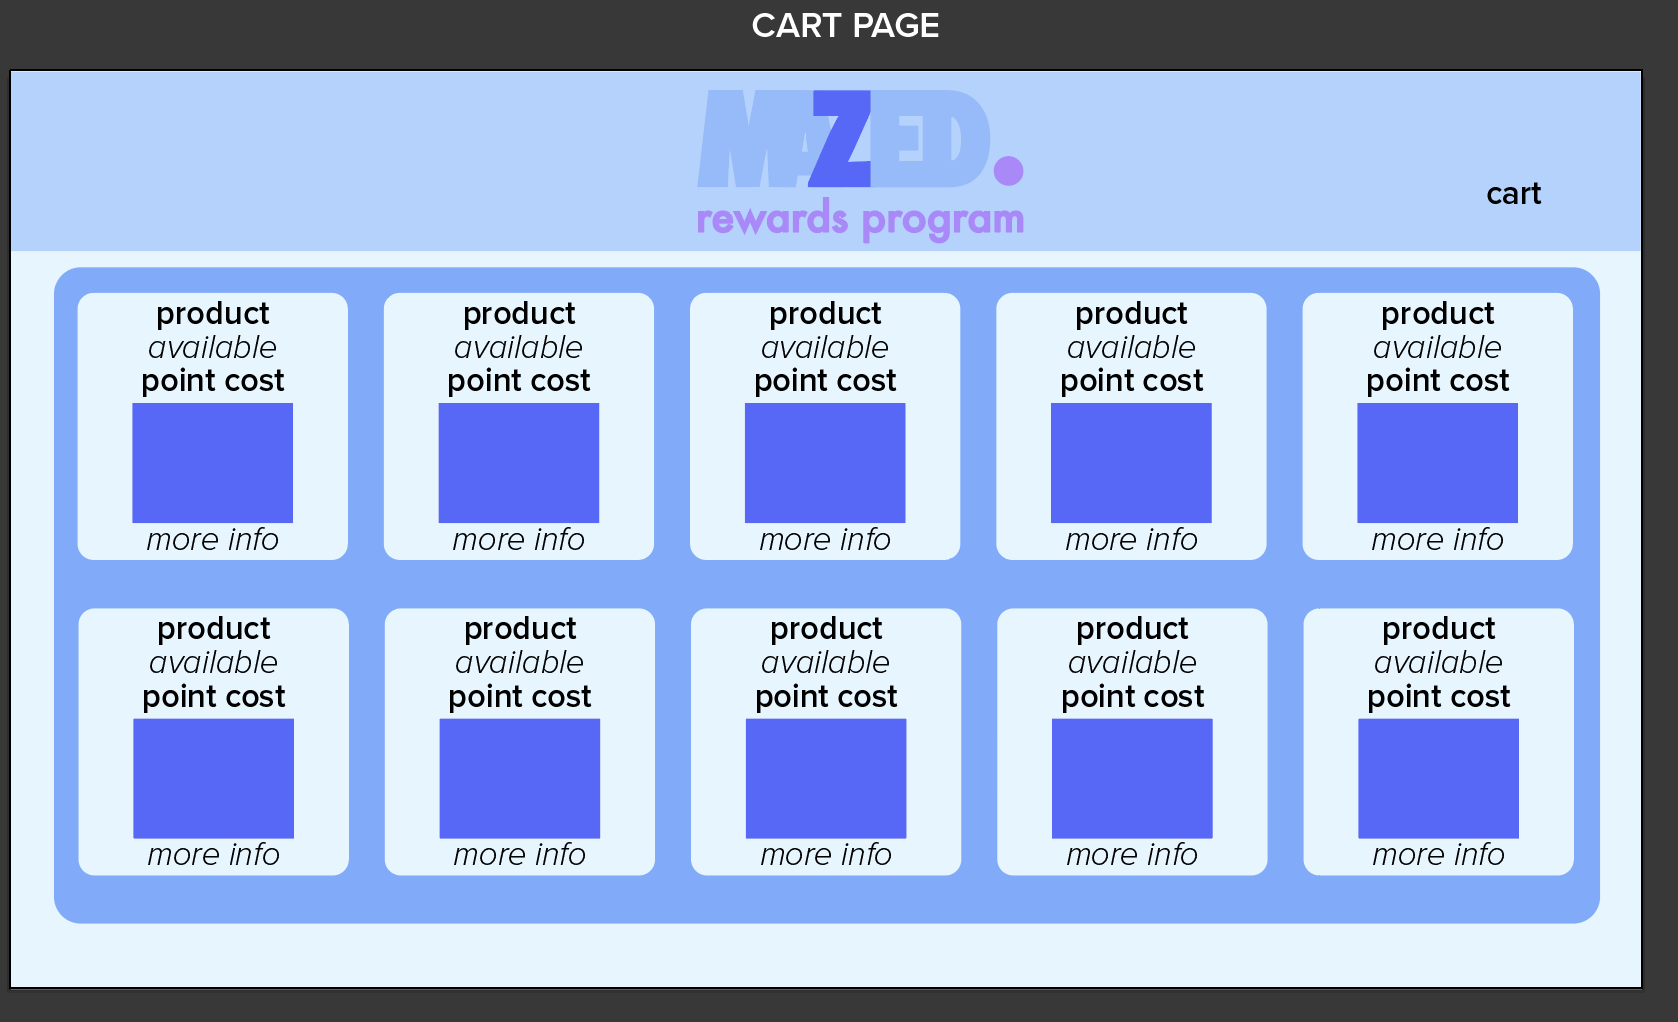 CART PAGE
MAZED.
rewards program
cart
product
available
point cost
more info
product
available
point cost
more info
product
available
point cost
more info
product
available
point cost
more info
product
available
point cost
more info
product
available
point cost
more info
product
available
point cost
more info
product
available
point cost
more info
product
available
point cost
more info
product
available
point cost
more info